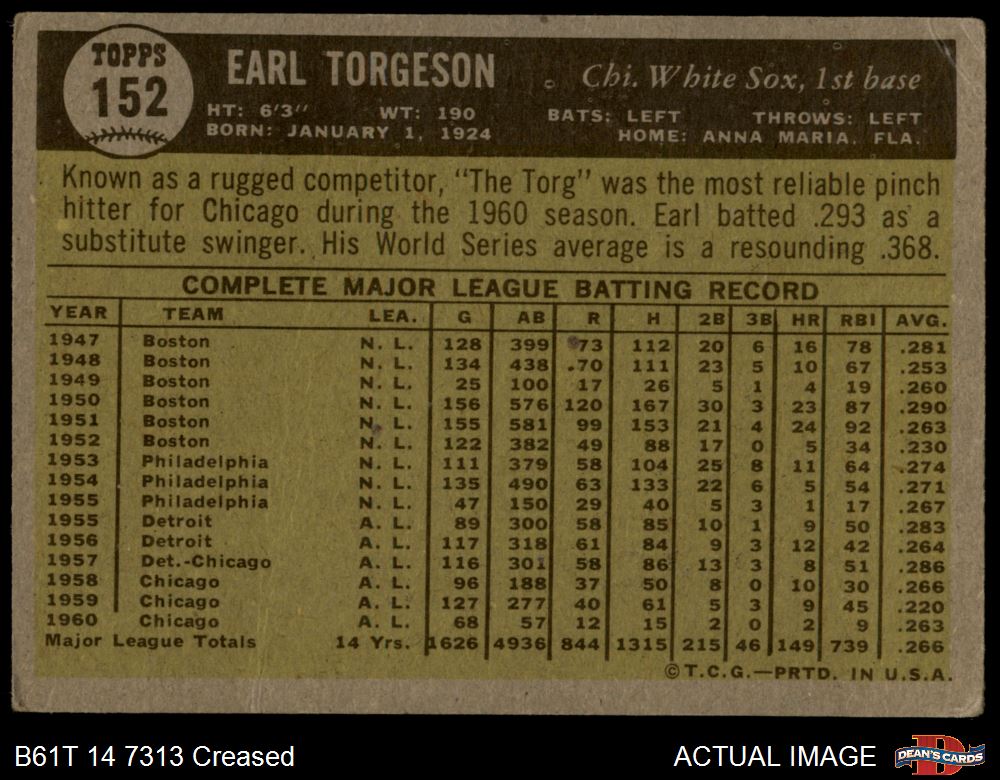 TOPPS
152
EARL TORGESON
Chi. White Sox, 1st base
HT: 6'3" WT: 190 BATS: LEFT THROWS: LEFT
BORN: JANUARY 1, 1924 HOME: ANNA MARIA, FLA.
Known as a rugged competitor, "The Torg" was the most reliable pinch
hitter for Chicago during the 1960 season. Earl batted .293 as a
substitute swinger. His World Series average is a resounding .368.
COMPLETE MAJOR LEAGUE BATTING RECORD
YEAR TEAM LEA. G AB R H 2B 3B HR RBI AVG.
1947 Boston N. L. 128 399 73 112 20 6 16 78 .281
1948 Boston N. L. 134 438 .70 111 23 5 10 67 .253
1949 Boston N. L. 25 100 17 26 5 1 4 19 .260
1950 Boston N. L. 156 576 120 167 30 3 23 87 .290
1951 Boston N. L. 155 581 99 153 21 4 24 92 .263
1952 Boston N. L. 122 382 49 88 17 0 5 34 .230
1953 Philadelphia N. L. 111 379 58 104 25 8 11 64 .274
1954 Philadelphia N. L. 135 490 63 133 22 6 5 54 .271
1955 Philadelphia N. L. 47 150 29 40 5 3 1 17 .267
1955 Detroit A. L. 89 300 58 85 10 1 9 50 .283
1956 Detroit A. L. 117 318 61 84 9 3 12 42 .264
1957 Det.-Chicago A. L. 116 301 58 86 13 3 8 51 .286
1958 Chicago A. L. 96 188 37 50 8 0 10 30 .266
1959 Chicago A. L. 127 277 40 61 5 3 9 45 .220
1960 Chicago A. L. 68 57 12 15 2 0 2 9 .263
Major League Totals 14 Yrs. 1626 4936 844 1315 215 46 149 739 .266
©T.C.G.—PRTD. IN U.S.A.
B61T 14 7313 Creased
ACTUAL IMAGE
DEAN'S CARDS